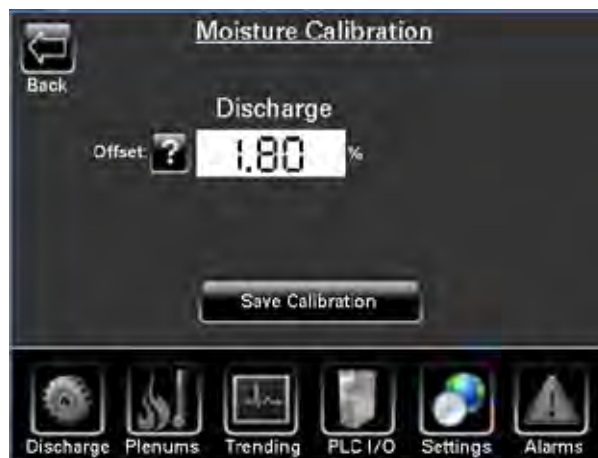 Moisture Calibration
Back
Discharge
Offset: ? 1.80 %
Save Calibration
Discharge Plenums Trending PLC I/O Settings Alarms